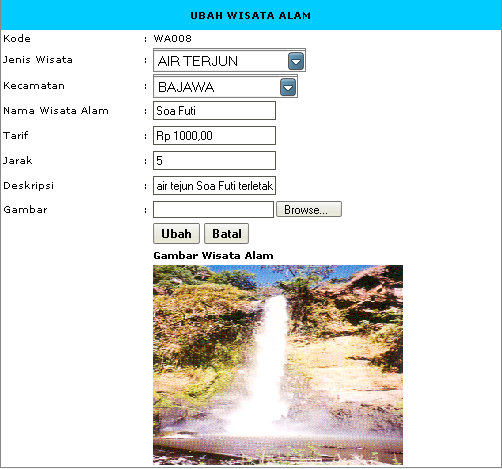 UBAH WISATA ALAM
Kode : WA008
Jenis Wisata : AIR TERJUN
Kecamatan : BAJAWA
Nama Wisata Alam : Soa Futi
Tarif : Rp 1000,00
Jarak : 5
Deskripsi : air tejun Soa Futi terletak
Gambar : Browse...
Ubah Batal
Gambar Wisata Alam